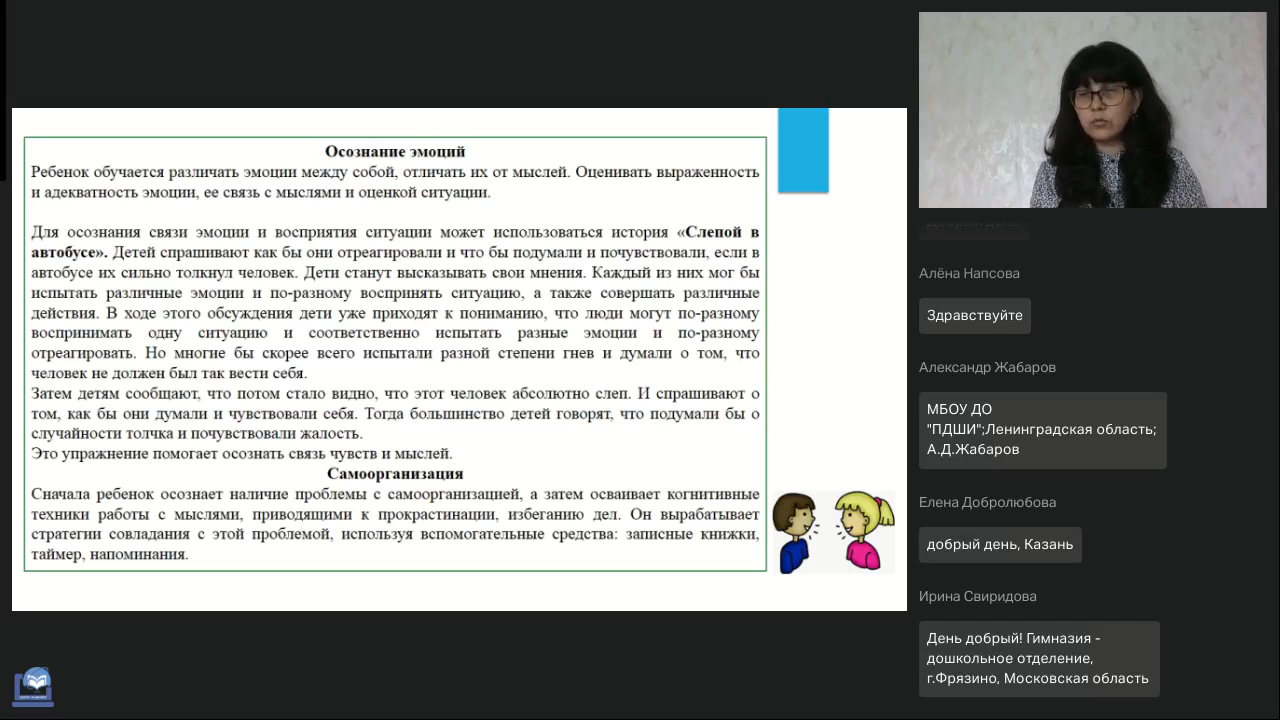 Осознание эмоций
Ребенок обучается различать эмоции между собой, отличать их от мыслей. Оценивать выраженность
и адекватность эмоции, ее связь с мыслями и оценкой ситуации.
Для осознания связи эмоции и восприятия ситуации может использоваться история «Слепой в
автобусе». Детей спрашивают как бы они отреагировали и что бы подумали и почувствовали, если в
автобусе их сильно толкнул человек. Дети станут высказывать свои мнения. Каждый из них мог бы
испытать различные эмоции и по-разному воспринять ситуацию, а также совершать различные
действия. В ходе этого обсуждения дети уже приходят к пониманию, что люди могут по-разному
воспринимать одну ситуацию и соответственно испытать разные эмоции и по-разному
отреагировать. Но многие бы скорее всего испытали разной степени гнев и думали о том, что
человек не должен был так вести себя.
Затем детям сообщают, что потом стало видно, что этот человек абсолютно слеп. И спрашивают о
том, как бы они думали и чувствовали себя. Тогда большинство детей говорят, что подумали бы о
случайности толчка и почувствовали жалость.
Это упражнение помогает осознать связь чувств и мыслей.
Самоорганизация
Сначала ребенок осознает наличие проблемы с самоорганизацией, а затем осваивает когнитивные
техники работы с мыслями, приводящими к прокрастинации, избеганию дел. Он вырабатывает
стратегии совладания с этой проблемой, используя вспомогательные средства: записные книжки,
таймер, напоминания.
Алёна Напсова
Здравствуйте
Александр Жабаров
МБОУ ДО
"ПДШИ";Ленинградская область;
А.Д.Жабаров
Елена Добролюбова
добрый день, Казань
Ирина Свиридова
День добрый! Гимназия -
дошкольное отделение,
г.Фрязино, Московская область